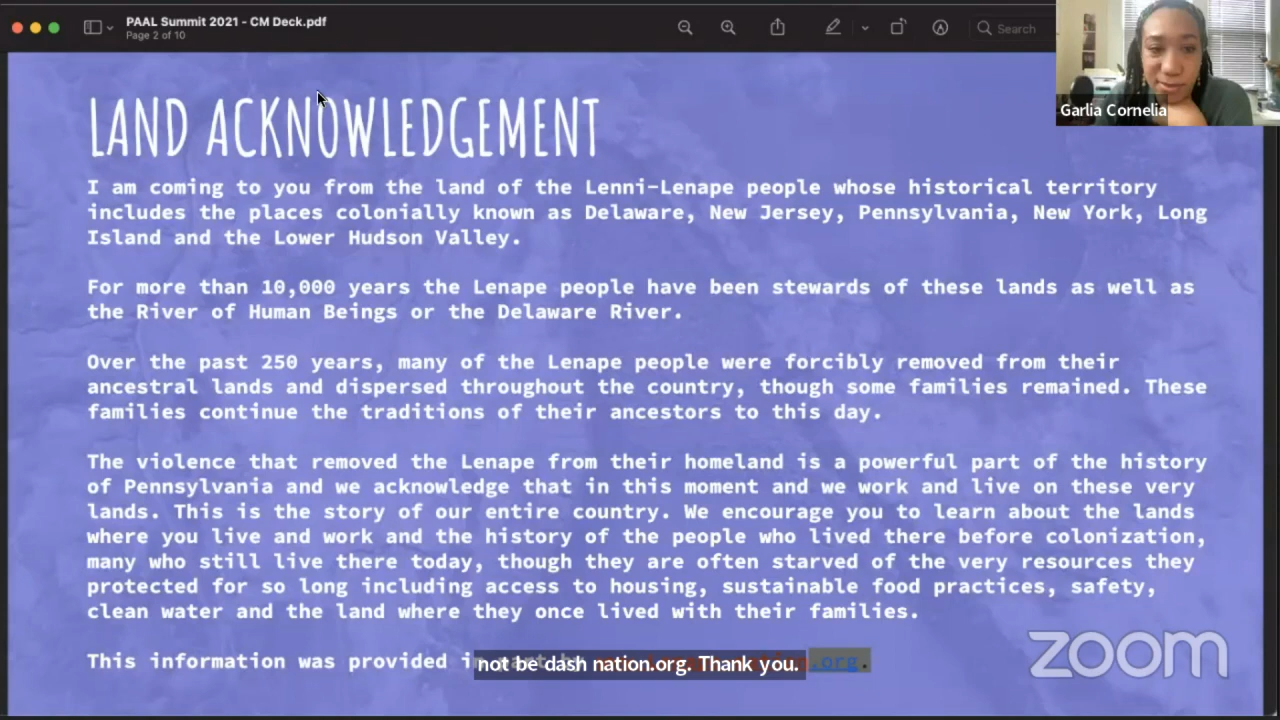 PAAL Summit 2021 - CM Deck.pdf
Page 2 of 10
Search
Garlia Cornelia
LAND ACKNOWLEDGEMENT
I am coming to you from the land of the Lenni-Lenape people whose historical territory
includes the places colonially known as Delaware, New Jersey, Pennsylvania, New York, Long
Island and the Lower Hudson Valley.
For more than 10,000 years the Lenape people have been stewards of these lands as well as
the River of Human Beings or the Delaware River.
Over the past 250 years, many of the Lenape people were forcibly removed from their
ancestral lands and dispersed throughout the country, though some families remained. These
families continue the traditions of their ancestors to this day.
The violence that removed the Lenape from their homeland is a powerful part of the history
of Pennsylvania and we acknowledge that in this moment and we work and live on these very
lands. This is the story of our entire country. We encourage you to learn about the lands
where you live and work and the history of the people who lived there before colonization,
many who still live there today, though they are often starved of the very resources they
protected for so long including access to housing, sustainable food practices, safety,
clean water and the land where they once lived with their families.
This information was provided .org.
not be dash nation.org. Thank you.
zoom